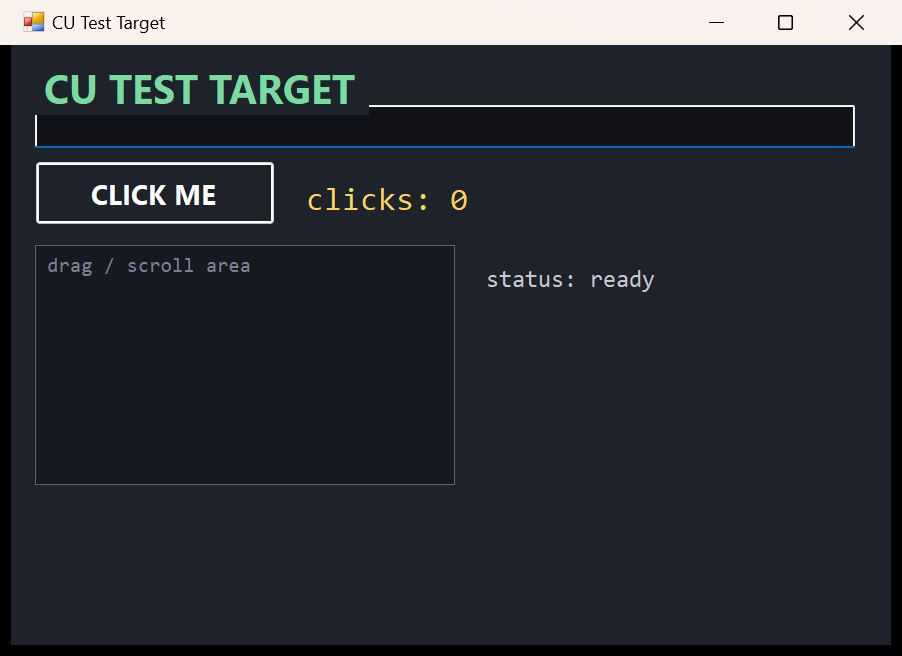 CU Test Target
CU TEST TARGET
CLICK ME
clicks: 0
drag / scroll area
status: ready